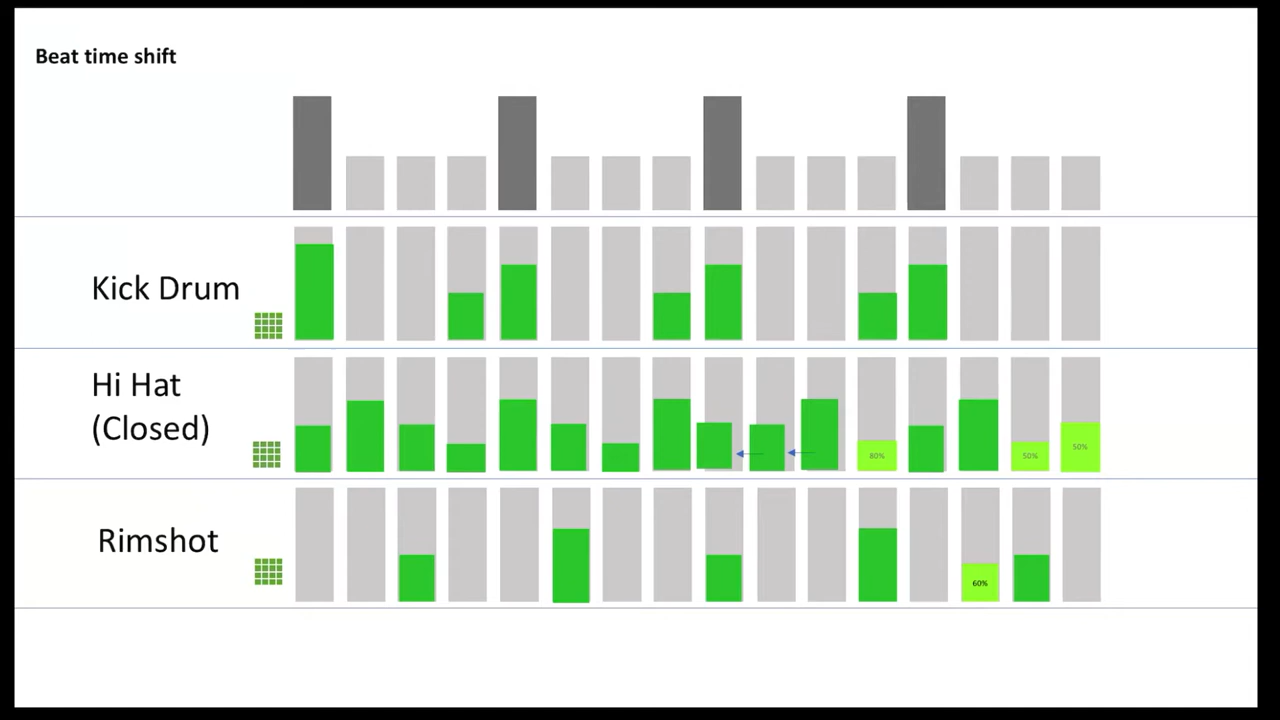 Beat time shift
Kick Drum
Hi Hat
(Closed)
80%
50%
50%
Rimshot
60%